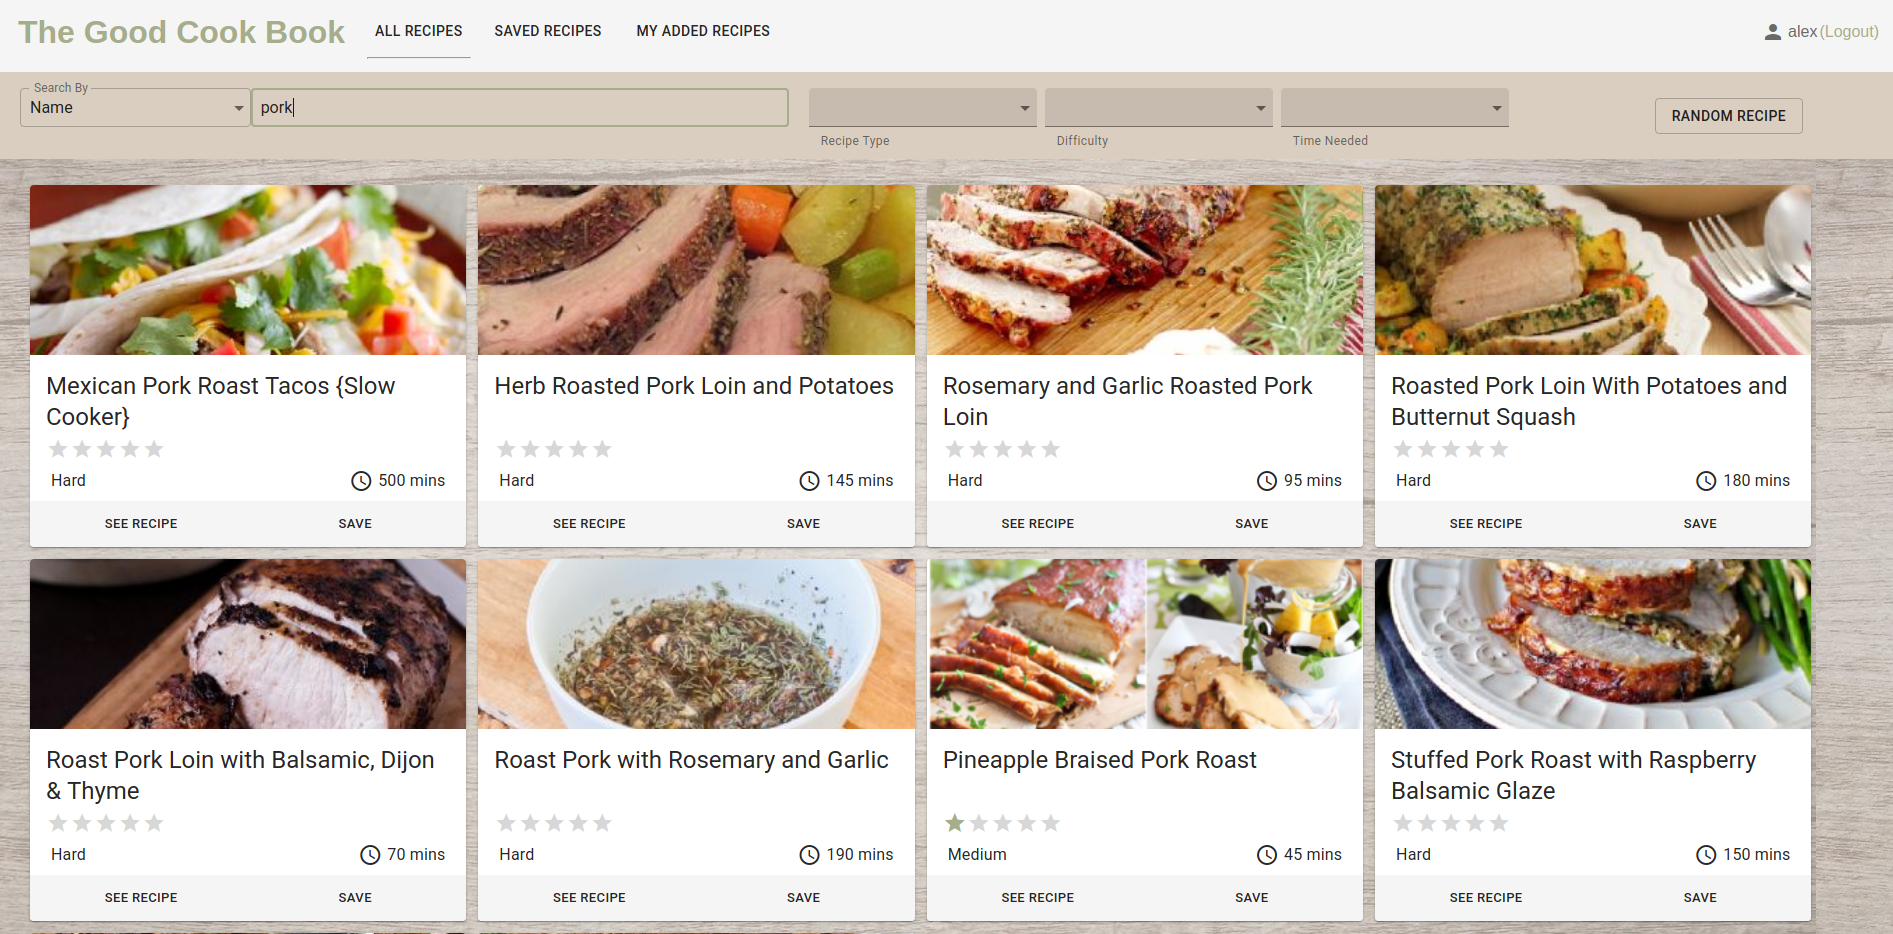 The Good Cook Book
ALL RECIPES
SAVED RECIPES
MY ADDED RECIPES
alex(Logout)
Search By
Name
pork
Recipe Type
Difficulty
Time Needed
RANDOM RECIPE
Mexican Pork Roast Tacos {Slow
Cooker}
Hard
500 mins
SEE RECIPE
SAVE
Herb Roasted Pork Loin and Potatoes
Hard
145 mins
SEE RECIPE
SAVE
Rosemary and Garlic Roasted Pork
Loin
Hard
95 mins
SEE RECIPE
SAVE
Roasted Pork Loin With Potatoes and
Butternut Squash
Hard
180 mins
SEE RECIPE
SAVE
Roast Pork Loin with Balsamic, Dijon
& Thyme
Hard
70 mins
SEE RECIPE
SAVE
Roast Pork with Rosemary and Garlic
Hard
190 mins
SEE RECIPE
SAVE
Pineapple Braised Pork Roast
Medium
45 mins
SEE RECIPE
SAVE
Stuffed Pork Roast with Raspberry
Balsamic Glaze
Hard
150 mins
SEE RECIPE
SAVE